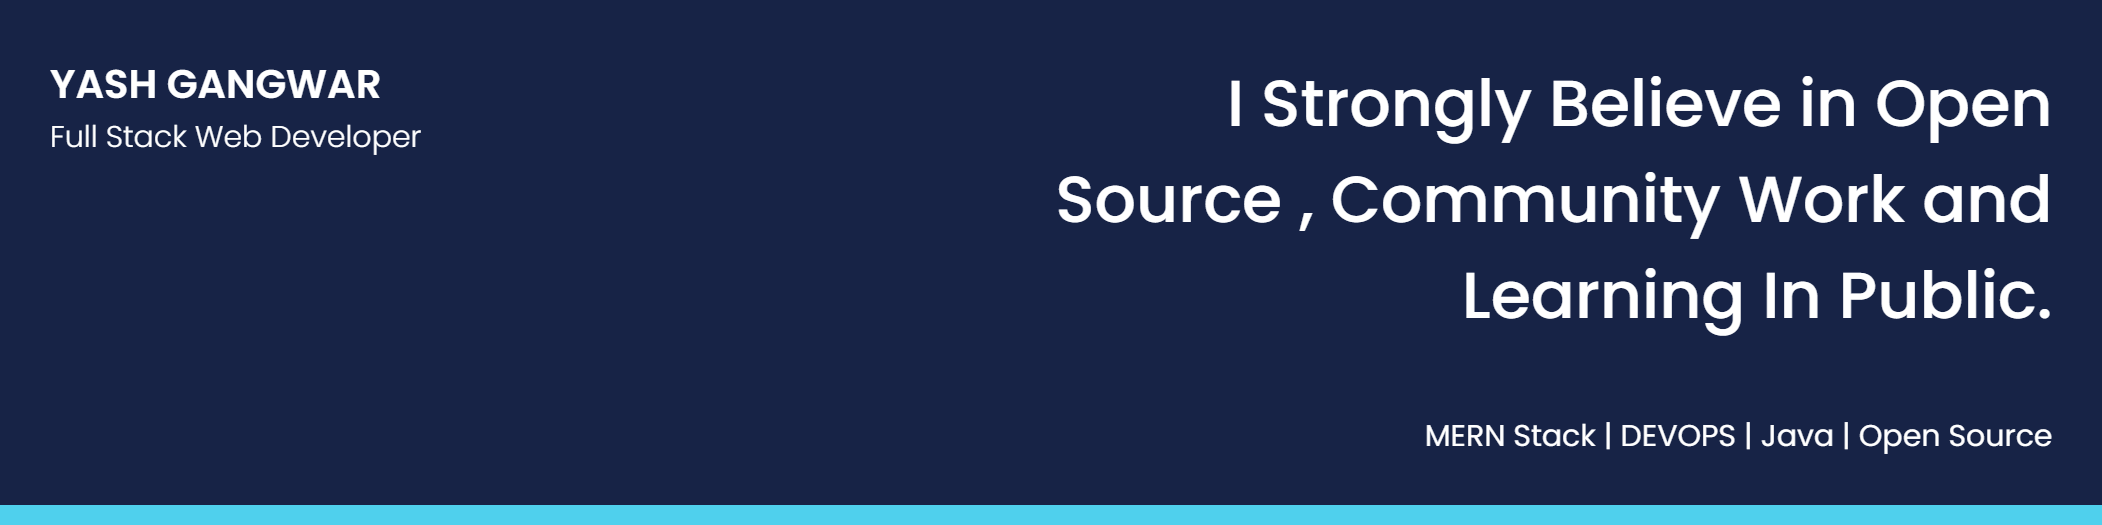 YASH GANGWAR
Full Stack Web Developer
I Strongly Believe in Open
Source , Community Work and
Learning In Public.
MERN Stack | DEVOPS | Java | Open Source